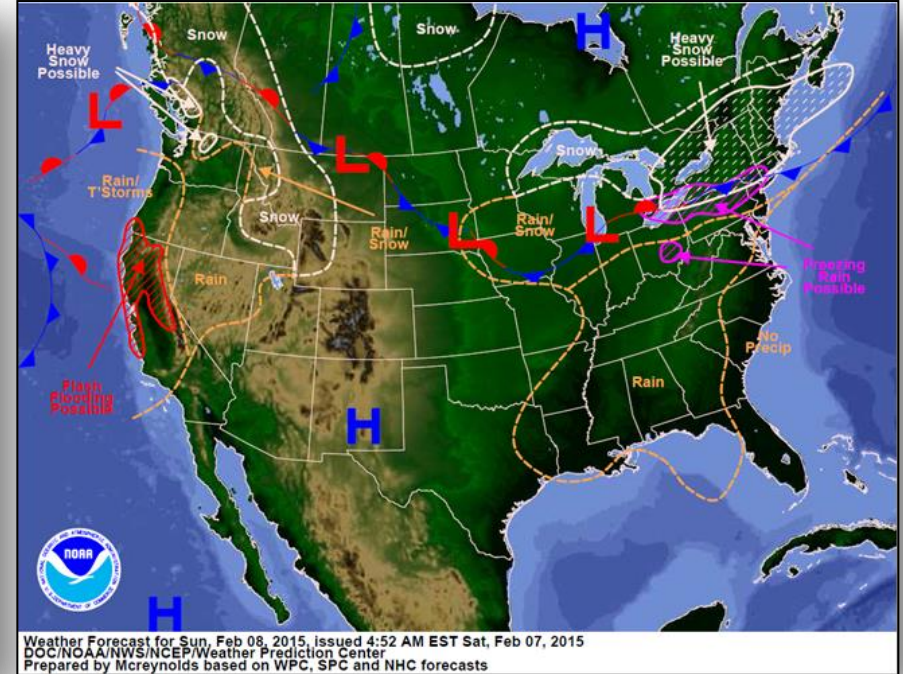 Snow
Snow
H
Heavy
Snow
Possible
Heavy
Snow
Possible
L
L
Snow
Rain/
T'Storms
Snow
Rain/
Snow
L
Rain/
Snow
L
Rain
Freezing
Rain
Possible
No
Precip
Flash
Flooding
Possible
Rain
H
NOAA
H
Weather Forecast for Sun, Feb 08, 2015, issued 4:52 AM EST Sat, Feb 07, 2015
DOC/NOAA/NWS/NCEP/Weather Prediction Center
Prepared by Mcreynolds based on WPC, SPC and NHC forecasts